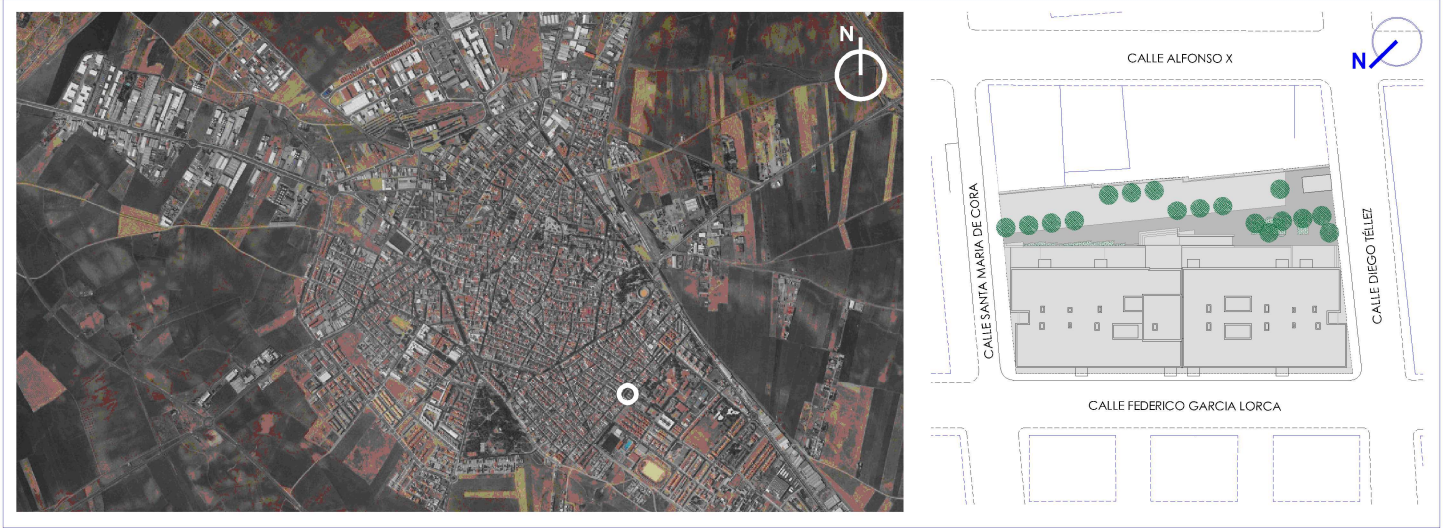 N
CALLE ALFONSO X
N
CALLE SANTA MARIA DE CORA
CALLE DIEGO TÉLLEZ
CALLE FEDERICO GARCIA LORCA